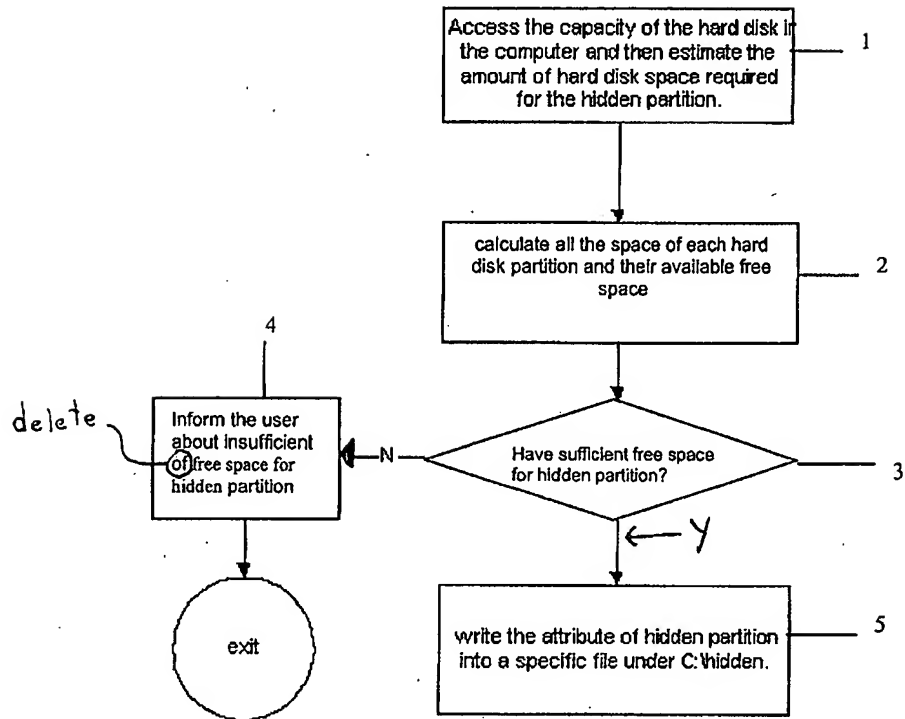 Access the capacity of the hard disk in
the computer and then estimate the
amount of hard disk space required
for the hidden partition.
1
calculate all the space of each hard
disk partition and their available free
space
2
4
delete
Inform the user
about insufficient
of free space for
hidden partition
N
Have sufficient free space
for hidden partition?
3
Y
exit
write the attribute of hidden partition
into a specific file under C:\hidden.
5